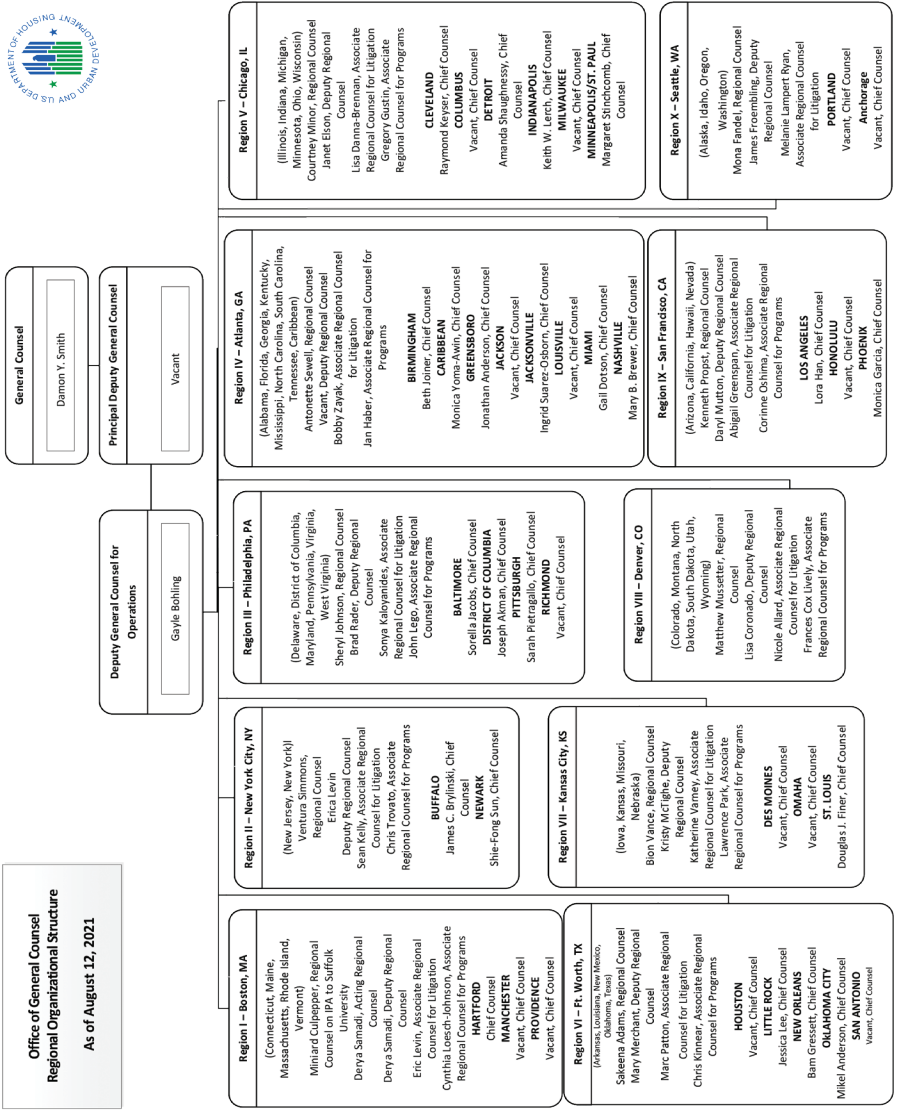 Office of General Counsel
Regional Organizational Structure
As of August 12, 2021
General Counsel
Damon Y. Smith
Principal Deputy General Counsel
Vacant
Deputy General Counsel for
Operations
Gayle Bohling
U.S. DEPARTMENT OF HOUSING AND URBAN DEVELOPMENT
Region I – Boston, MA
(Connecticut, Maine,
Massachusetts, Rhode Island,
Vermont)
Miniard Culpepper, Regional
Counsel on IPA to Suffolk
University
Derya Samadi, Acting Regional
Counsel
Derya Samadi, Deputy Regional
Counsel
Eric Levin, Associate Regional
Counsel for Litigation
Cynthia Loesch-Johnson, Associate
Regional Counsel for Programs
HARTFORD
Chief Counsel
MANCHESTER
Vacant, Chief Counsel
PROVIDENCE
Vacant, Chief Counsel
Region II – New York City, NY
(New Jersey, New York)l
Ventura Simmons,
Regional Counsel
Erica Levin
Deputy Regional Counsel
Sean Kelly, Associate Regional
Counsel for Litigation
Chris Trovato, Associate
Regional Counsel for Programs
BUFFALO
James C. Brylinski, Chief
Counsel
NEWARK
Shie-Fong Sun, Chief Counsel
Region III – Philadelphia, PA
(Delaware, District of Columbia,
Maryland, Pennsylvania, Virginia,
West Virginia)
Sheryl Johnson, Regional Counsel
Brad Rader, Deputy Regional
Counsel
Sonya Kaloyanides, Associate
Regional Counsel for Litigation
John Lego, Associate Regional
Counsel for Programs
BALTIMORE
Sorella Jacobs, Chief Counsel
DISTRICT OF COLUMBIA
Joseph Akman, Chief Counsel
PITTSBURGH
Sarah Pietragallo, Chief Counsel
RICHMOND
Vacant, Chief Counsel
Region IV – Atlanta, GA
(Alabama, Florida, Georgia, Kentucky,
Mississippi, North Carolina, South Carolina,
Tennessee, Caribbean)
Antonette Sewell, Regional Counsel
Vacant, Deputy Regional Counsel
Bobby Zayak, Associate Regional Counsel
for Litigation
Jan Haber, Associate Regional Counsel for
Programs
BIRMINGHAM
Beth Joiner, Chief Counsel
CARIBBEAN
Monica Yoma-Awin, Chief Counsel
GREENSBORO
Jonathan Anderson, Chief Counsel
JACKSON
Vacant, Chief Counsel
JACKSONVILLE
Ingrid Suarez-Osborn, Chief Counsel
LOUISVILLE
Vacant, Chief Counsel
MIAMI
Gail Dotson, Chief Counsel
NASHVILLE
Mary B. Brewer, Chief Counsel
Region V – Chicago, IL
(Illinois, Indiana, Michigan,
Minnesota, Ohio, Wisconsin)
Courtney Minor, Regional Counsel
Janet Elson, Deputy Regional
Counsel
Lisa Danna-Brennan, Associate
Regional Counsel for Litigation
Gregory Gustin, Associate
Regional Counsel for Programs
CLEVELAND
Raymond Keyser, Chief Counsel
COLUMBUS
Vacant, Chief Counsel
DETROIT
Amanda Shaughnessy, Chief
Counsel
INDIANAPOLIS
Keith W. Lerch, Chief Counsel
MILWAUKEE
Vacant, Chief Counsel
MINNEAPOLIS/ST. PAUL
Margaret Stinchcomb, Chief
Counsel
Region VI – Ft. Worth, TX
(Arkansas, Louisiana, New Mexico,
Oklahoma, Texas)
Sakeena Adams, Regional Counsel
Mary Merchant, Deputy Regional
Counsel
Marc Patton, Associate Regional
Counsel for Litigation
Chris Kinnear, Associate Regional
Counsel for Programs
HOUSTON
Vacant, Chief Counsel
LITTLE ROCK
Jessica Lee, Chief Counsel
NEW ORLEANS
Bam Gressett, Chief Counsel
OKLAHOMA CITY
Mikel Anderson, Chief Counsel
SAN ANTONIO
Vacant, Chief Counsel
Region VII – Kansas City, KS
(Iowa, Kansas, Missouri,
Nebraska)
Bion Vance, Regional Counsel
Kristy McTighe, Deputy
Regional Counsel
Katherine Varney, Associate
Regional Counsel for Litigation
Lawrence Park, Associate
Regional Counsel for Programs
DES MOINES
Vacant, Chief Counsel
OMAHA
Vacant, Chief Counsel
ST. LOUIS
Douglas J. Finer, Chief Counsel
Region VIII – Denver, CO
(Colorado, Montana, North
Dakota, South Dakota, Utah,
Wyoming)
Matthew Mussetter, Regional
Counsel
Lisa Coronado, Deputy Regional
Counsel
Nicole Allard, Associate Regional
Counsel for Litigation
Frances Cox Lively, Associate
Regional Counsel for Programs
Region IX – San Francisco, CA
(Arizona, California, Hawaii, Nevada)
Kenneth Propst, Regional Counsel
Daryl Mutton, Deputy Regional Counsel
Abigail Greenspan, Associate Regional
Counsel for Litigation
Corinne Oshima, Associate Regional
Counsel for Programs
LOS ANGELES
Lora Han, Chief Counsel
HONOLULU
Vacant, Chief Counsel
PHOENIX
Monica Garcia, Chief Counsel
Region X – Seattle, WA
(Alaska, Idaho, Oregon,
Washington)
Mona Fandel, Regional Counsel
James Froembling, Deputy
Regional Counsel
Melanie Lampert Ryan,
Associate Regional Counsel
for Litigation
PORTLAND
Vacant, Chief Counsel
Anchorage
Vacant, Chief Counsel